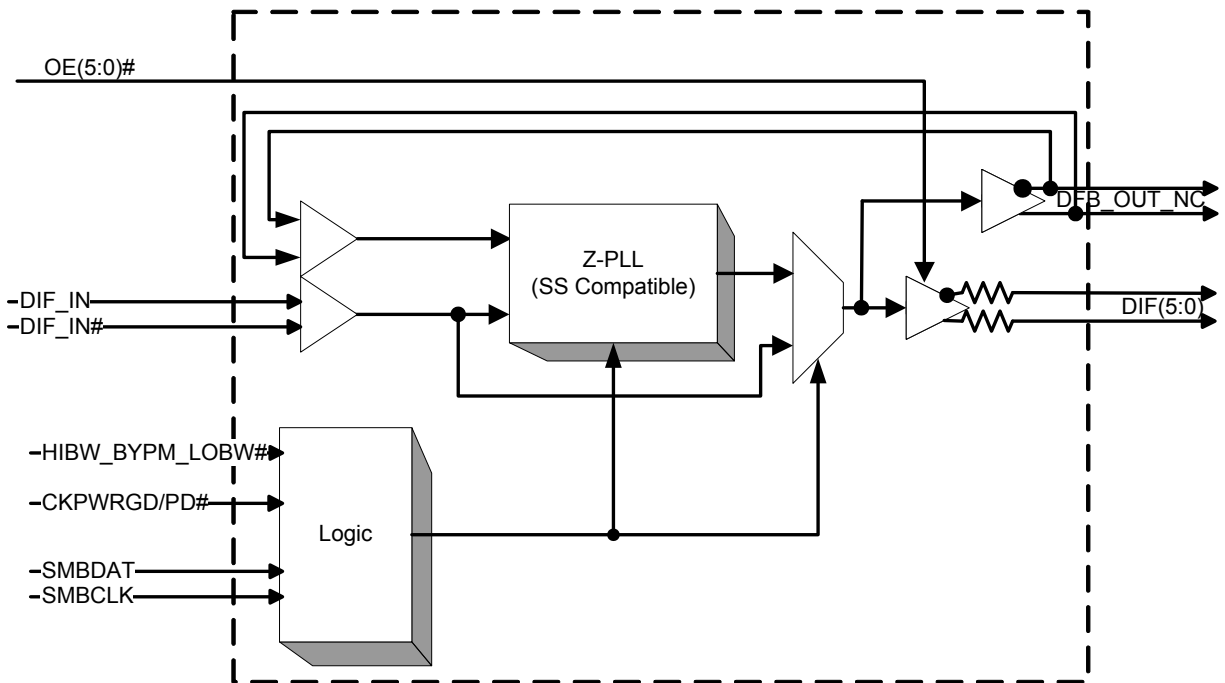 OE(5:0)#
DFB_OUT_NC
Z-PLL
(SS Compatible)
DIF_IN
DIF_IN#
DIF(5:0)
HIBW_BYPM_LOBW#
CKPWRGD/PD#
Logic
SMBDAT
SMBCLK